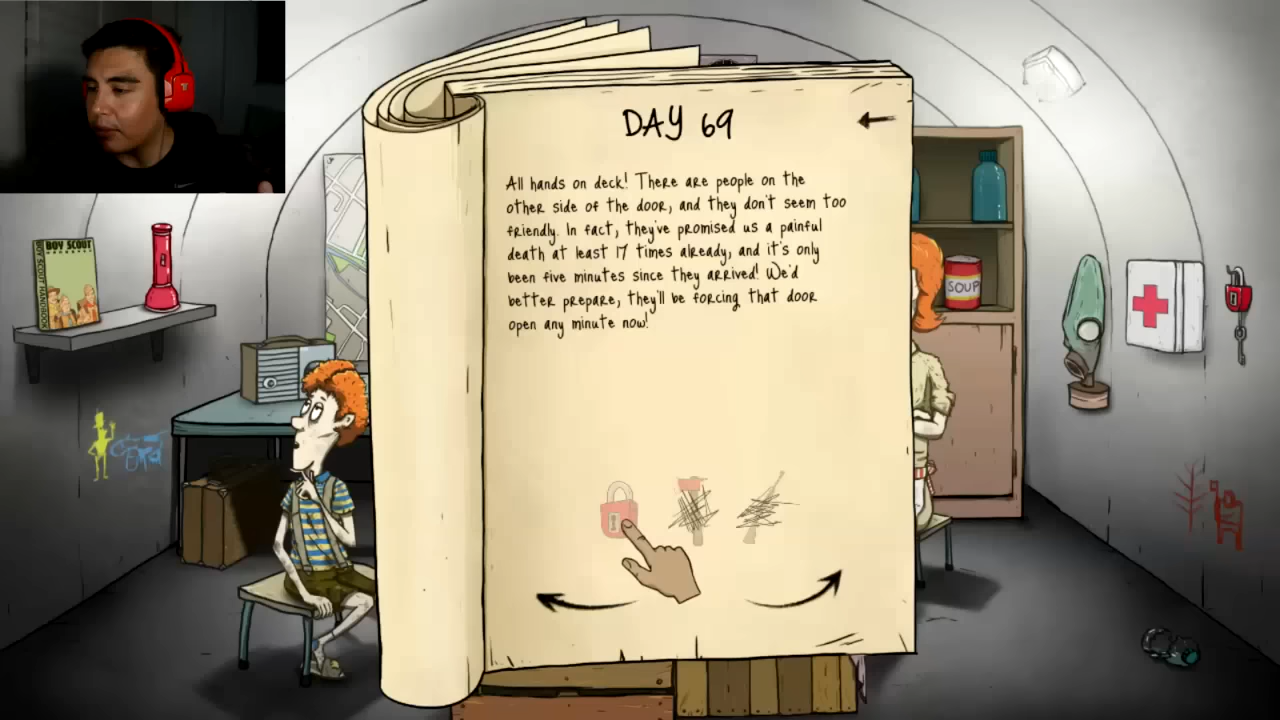 DAY 69
All hands on deck! There are people on the
other side of the door, and they don't seem too
friendly. In fact, they've promised us a painful
death at least 17 times already, and it's only
been five minutes since they arrived! We'd
better prepare, they'll be forcing that door
open any minute now!
BOY SCOUT
BOY SCOUT HANDBOOK
SOUP